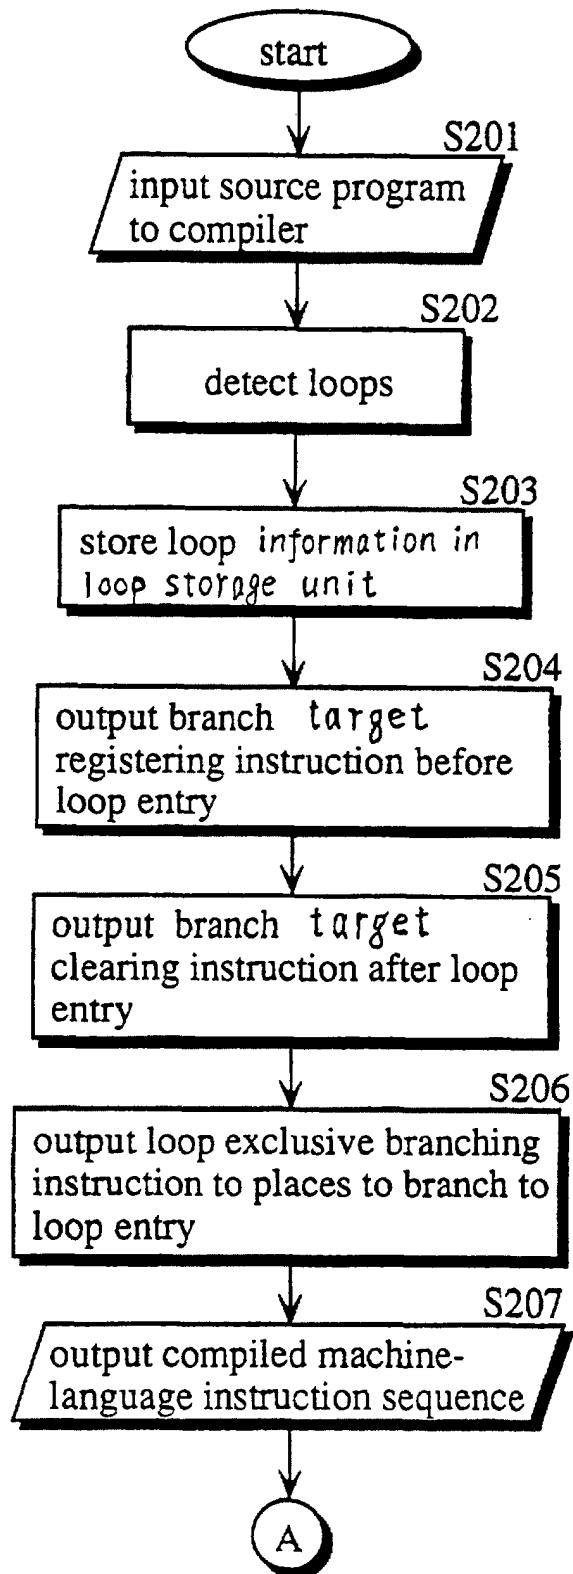 start
S201
input source program
to compiler
S202
detect loops
S203
store loop information in
loop storage unit
S204
output branch target
registering instruction before
loop entry
S205
output branch target
clearing instruction after loop
entry
S206
output loop exclusive branching
instruction to places to branch to
loop entry
S207
output compiled machine-
language instruction sequence
A